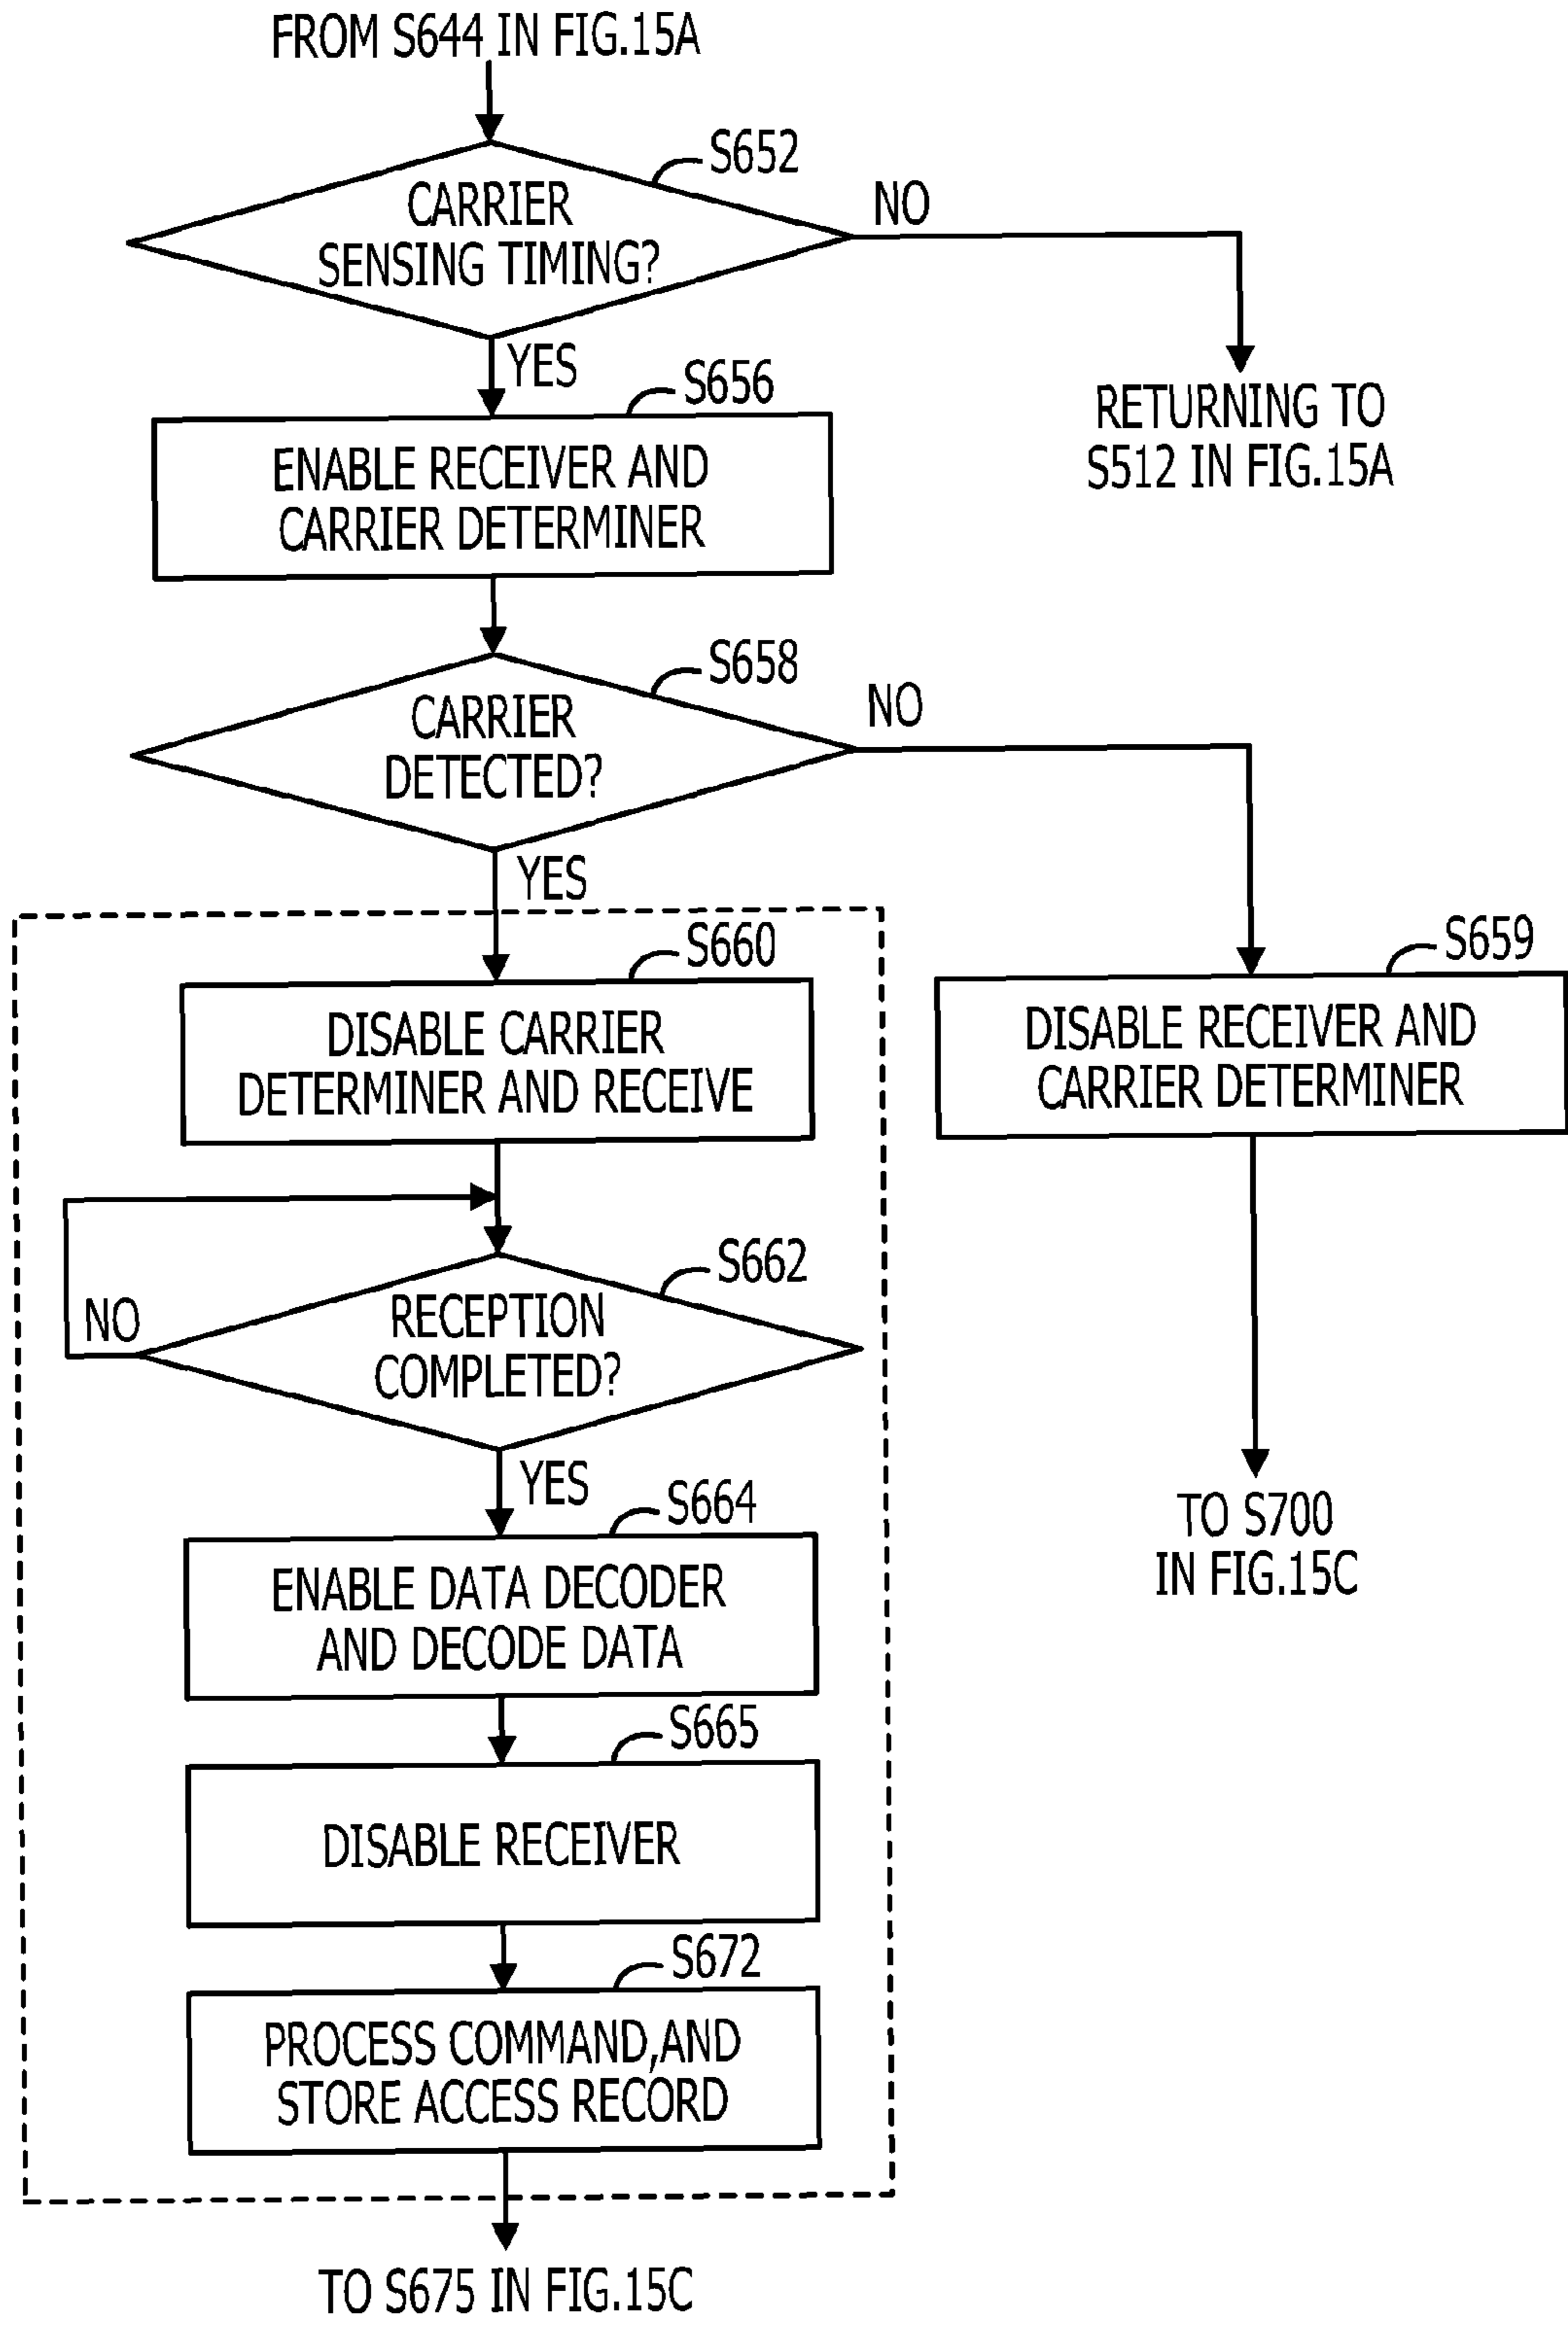 FROM S644 IN FIG.15A
S652
CARRIER
SENSING TIMING?
NO
YES
RETURNING TO
S512 IN FIG.15A
S656
ENABLE RECEIVER AND
CARRIER DETERMINER
S658
CARRIER
DETECTED?
NO
YES
S659
DISABLE RECEIVER AND
CARRIER DETERMINER
TO S700
IN FIG.15C
S660
DISABLE CARRIER
DETERMINER AND RECEIVE
S662
RECEPTION
COMPLETED?
NO
YES
S664
ENABLE DATA DECODER
AND DECODE DATA
S665
DISABLE RECEIVER
S672
PROCESS COMMAND,AND
STORE ACCESS RECORD
TO S675 IN FIG.15C